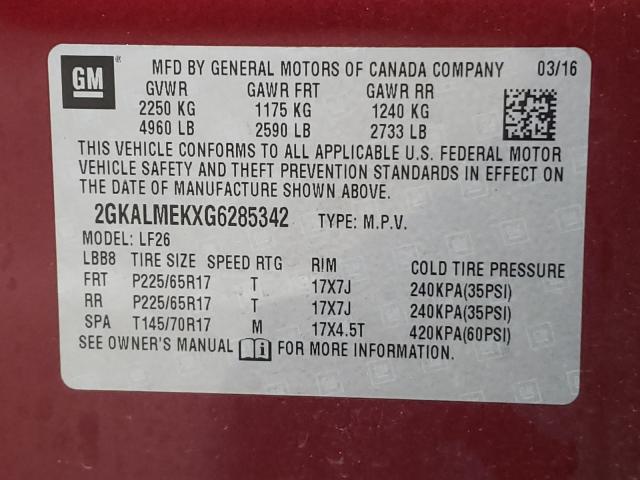 GM ® MFD BY GENERAL MOTORS OF CANADA COMPANY 03/16
GVWR GAWR FRT GAWR RR
2250 KG 1175 KG 1240 KG
4960 LB 2590 LB 2733 LB
THIS VEHICLE CONFORMS TO ALL APPLICABLE U.S. FEDERAL MOTOR
VEHICLE SAFETY AND THEFT PREVENTION STANDARDS IN EFFECT ON
THE DATE OF MANUFACTURE SHOWN ABOVE.
2GKALMEKXG6285342 TYPE: M.P.V.
MODEL: LF26
LBB8 TIRE SIZE SPEED RTG RIM COLD TIRE PRESSURE
FRT P225/65R17 T 17X7J 240KPA(35PSI)
RR P225/65R17 T 17X7J 240KPA(35PSI)
SPA T145/70R17 M 17X4.5T 420KPA(60PSI)
SEE OWNER'S MANUAL FOR MORE INFORMATION.